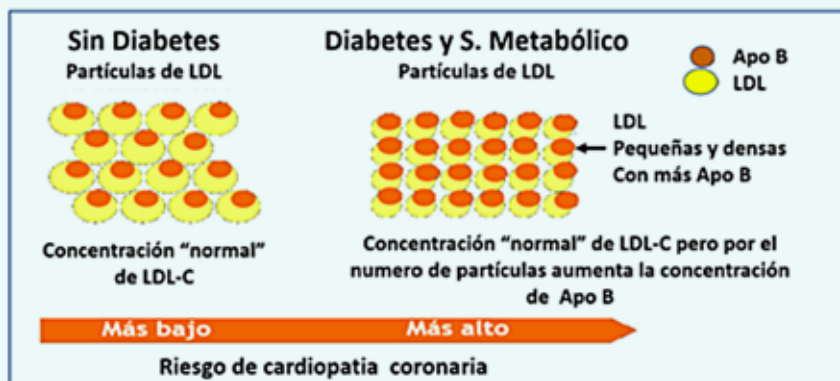 Sin Diabetes
Partículas de LDL
Diabetes y S. Metabólico
Partículas de LDL
Apo B
LDL
LDL
Pequeñas y densas
Con más Apo B
Concentración “normal”
de LDL-C
Concentración “normal” de LDL-C pero por el
numero de partículas aumenta la concentración
de Apo B
Más bajo
Más alto
Riesgo de cardiopatia coronaria